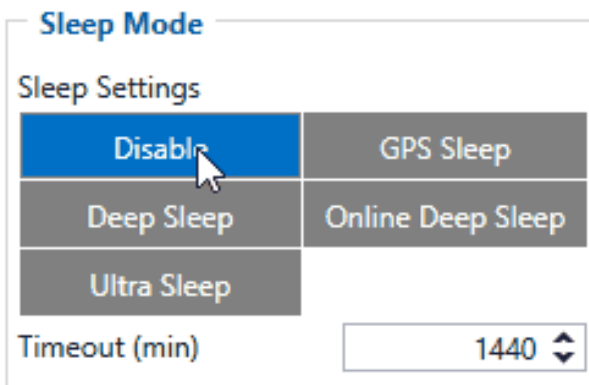 Sleep Mode
Sleep Settings
Disable GPS Sleep
Deep Sleep Online Deep Sleep
Ultra Sleep
Timeout (min) 1440